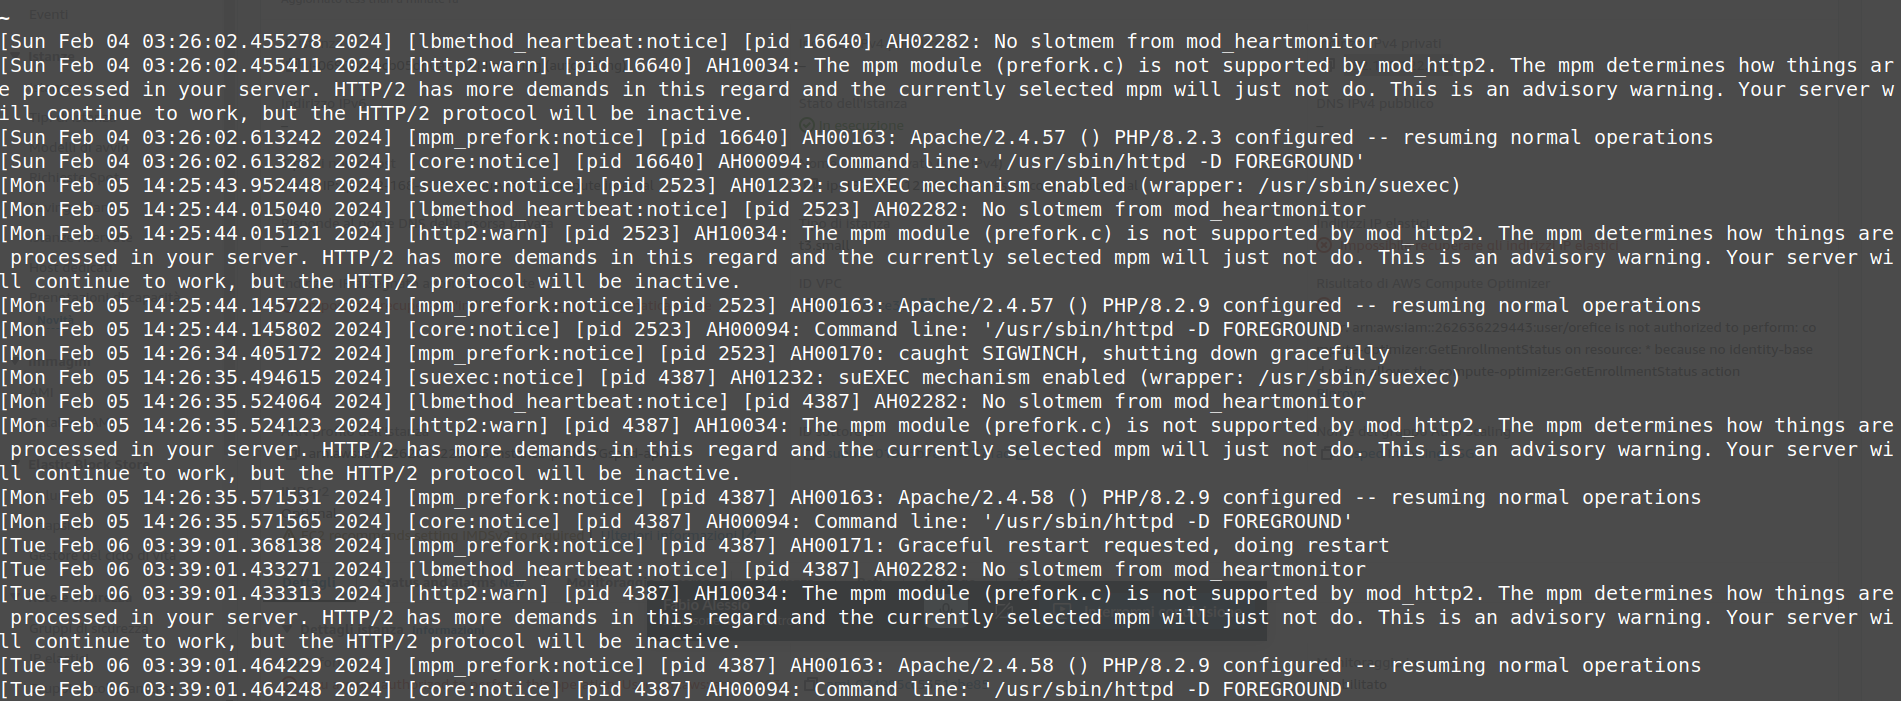 ~
[Sun Feb 04 03:26:02.455278 2024] [lbmethod_heartbeat:notice] [pid 16640] AH02282: No slotmem from mod_heartmonitor
[Sun Feb 04 03:26:02.455411 2024] [http2:warn] [pid 16640] AH10034: The mpm module (prefork.c) is not supported by mod_http2. The mpm determines how things ar
e processed in your server. HTTP/2 has more demands in this regard and the currently selected mpm will just not do. This is an advisory warning. Your server w
ill continue to work, but the HTTP/2 protocol will be inactive.
[Sun Feb 04 03:26:02.613242 2024] [mpm_prefork:notice] [pid 16640] AH00163: Apache/2.4.57 () PHP/8.2.3 configured -- resuming normal operations
[Sun Feb 04 03:26:02.613282 2024] [core:notice] [pid 16640] AH00094: Command line: '/usr/sbin/httpd -D FOREGROUND'
[Mon Feb 05 14:25:43.952448 2024] [suexec:notice] [pid 2523] AH01232: suEXEC mechanism enabled (wrapper: /usr/sbin/suexec)
[Mon Feb 05 14:25:44.015040 2024] [lbmethod_heartbeat:notice] [pid 2523] AH02282: No slotmem from mod_heartmonitor
[Mon Feb 05 14:25:44.015121 2024] [http2:warn] [pid 2523] AH10034: The mpm module (prefork.c) is not supported by mod_http2. The mpm determines how things are
 processed in your server. HTTP/2 has more demands in this regard and the currently selected mpm will just not do. This is an advisory warning. Your server wi
ll continue to work, but the HTTP/2 protocol will be inactive.
[Mon Feb 05 14:25:44.145722 2024] [mpm_prefork:notice] [pid 2523] AH00163: Apache/2.4.57 () PHP/8.2.9 configured -- resuming normal operations
[Mon Feb 05 14:25:44.145802 2024] [core:notice] [pid 2523] AH00094: Command line: '/usr/sbin/httpd -D FOREGROUND'
[Mon Feb 05 14:26:34.405172 2024] [mpm_prefork:notice] [pid 2523] AH00170: caught SIGWINCH, shutting down gracefully
[Mon Feb 05 14:26:35.494615 2024] [suexec:notice] [pid 4387] AH01232: suEXEC mechanism enabled (wrapper: /usr/sbin/suexec)
[Mon Feb 05 14:26:35.524064 2024] [lbmethod_heartbeat:notice] [pid 4387] AH02282: No slotmem from mod_heartmonitor
[Mon Feb 05 14:26:35.524123 2024] [http2:warn] [pid 4387] AH10034: The mpm module (prefork.c) is not supported by mod_http2. The mpm determines how things are
 processed in your server. HTTP/2 has more demands in this regard and the currently selected mpm will just not do. This is an advisory warning. Your server wi
ll continue to work, but the HTTP/2 protocol will be inactive.
[Mon Feb 05 14:26:35.571531 2024] [mpm_prefork:notice] [pid 4387] AH00163: Apache/2.4.58 () PHP/8.2.9 configured -- resuming normal operations
[Mon Feb 05 14:26:35.571565 2024] [core:notice] [pid 4387] AH00094: Command line: '/usr/sbin/httpd -D FOREGROUND'
[Tue Feb 06 03:39:01.368138 2024] [mpm_prefork:notice] [pid 4387] AH00171: Graceful restart requested, doing restart
[Tue Feb 06 03:39:01.433271 2024] [lbmethod_heartbeat:notice] [pid 4387] AH02282: No slotmem from mod_heartmonitor
[Tue Feb 06 03:39:01.433313 2024] [http2:warn] [pid 4387] AH10034: The mpm module (prefork.c) is not supported by mod_http2. The mpm determines how things are
 processed in your server. HTTP/2 has more demands in this regard and the currently selected mpm will just not do. This is an advisory warning. Your server wi
ll continue to work, but the HTTP/2 protocol will be inactive.
[Tue Feb 06 03:39:01.464229 2024] [mpm_prefork:notice] [pid 4387] AH00163: Apache/2.4.58 () PHP/8.2.9 configured -- resuming normal operations
[Tue Feb 06 03:39:01.464248 2024] [core:notice] [pid 4387] AH00094: Command line: '/usr/sbin/httpd -D FOREGROUND'